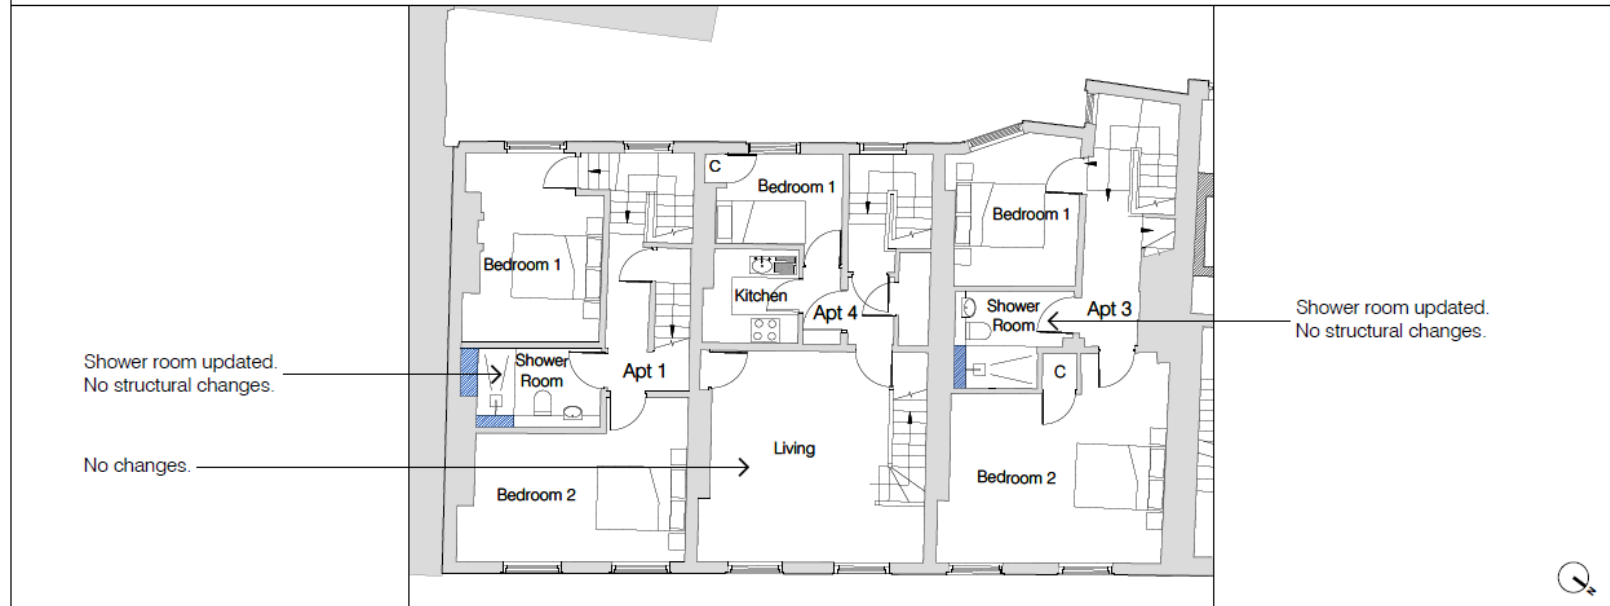 C
Bedroom 1
Bedroom 1
Bedroom 1
Kitchen
Apt 4
Shower
Room
Apt 3
Shower room updated.
No structural changes.
Shower room updated.
No structural changes.
Shower
Room
Apt 1
C
Living
No changes.
Bedroom 2
Bedroom 2
N